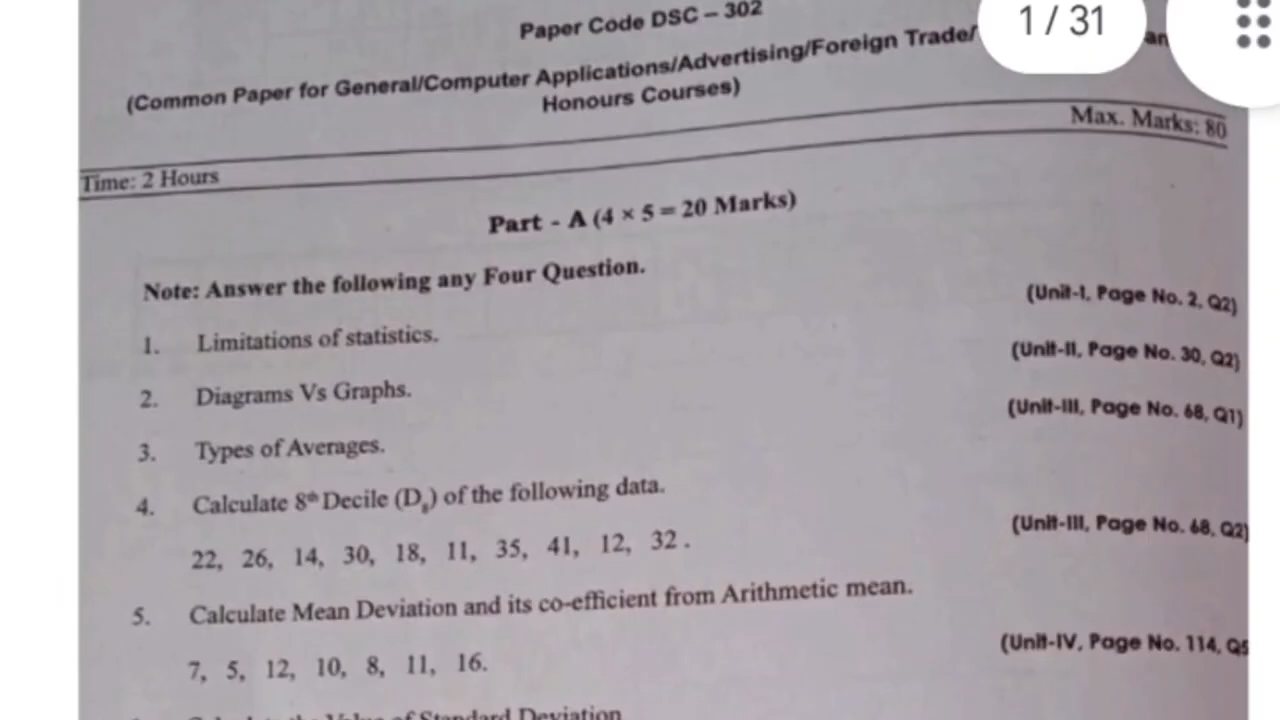 Paper Code DSC – 302
1 / 31
(Common Paper for General/Computer Applications/Advertising/Foreign Trade/
Honours Courses)
Max. Marks: 80
Time: 2 Hours
Part - A (4 × 5 = 20 Marks)
Note: Answer the following any Four Question.
1. Limitations of statistics. (Unit-I, Page No. 2, Q2)
2. Diagrams Vs Graphs. (Unit-II, Page No. 30, Q2)
3. Types of Averages. (Unit-III, Page No. 68, Q1)
4. Calculate 8th Decile (D8) of the following data.
22, 26, 14, 30, 18, 11, 35, 41, 12, 32. (Unit-III, Page No. 68, Q2)
5. Calculate Mean Deviation and its co-efficient from Arithmetic mean.
7, 5, 12, 10, 8, 11, 16. (Unit-IV, Page No. 114, Q5
of Standard Deviation